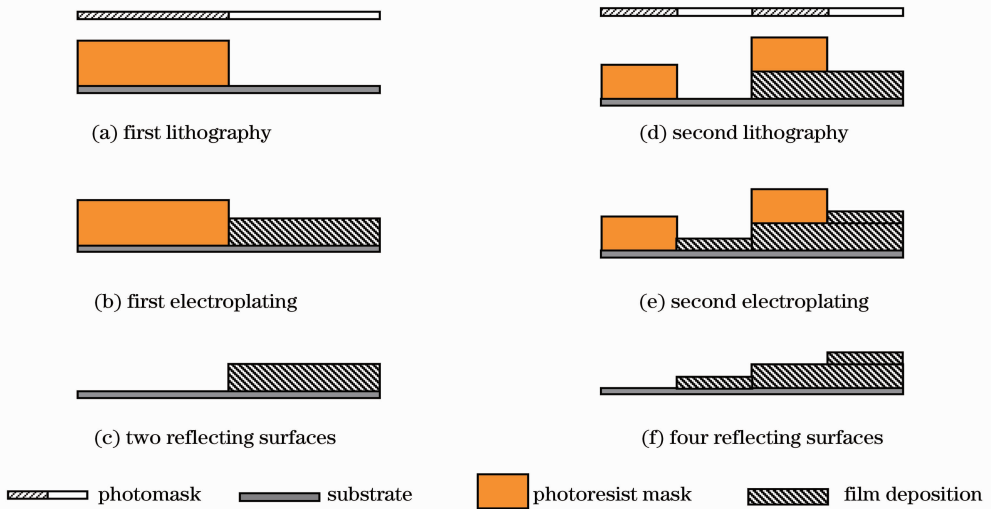 (a) first lithography
(b) first electroplating
(c) two reflecting surfaces
(d) second lithography
(e) second electroplating
(f) four reflecting surfaces
photomask substrate photoresist mask film deposition